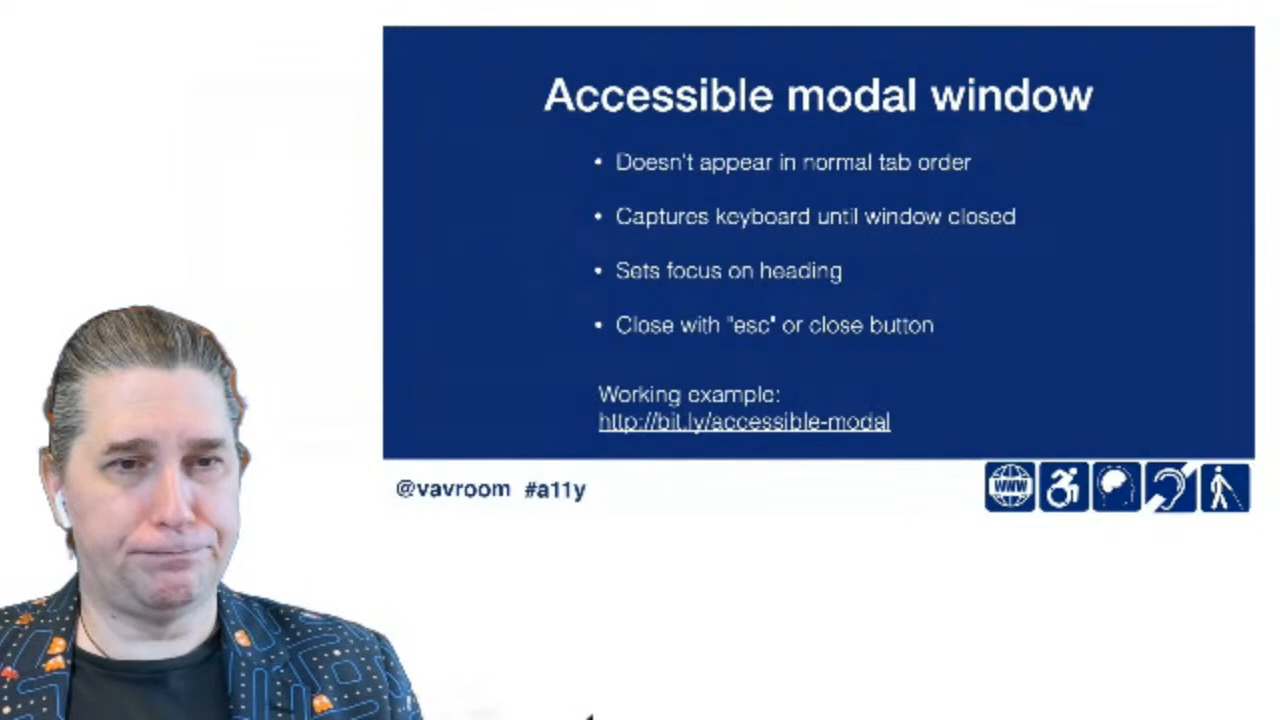 Accessible modal window
• Doesn't appear in normal tab order
• Captures keyboard until window closed
• Sets focus on heading
• Close with "esc" or close button
Working example:
http://bit.ly/accessible-modal
@vavroom #a11y
WWW